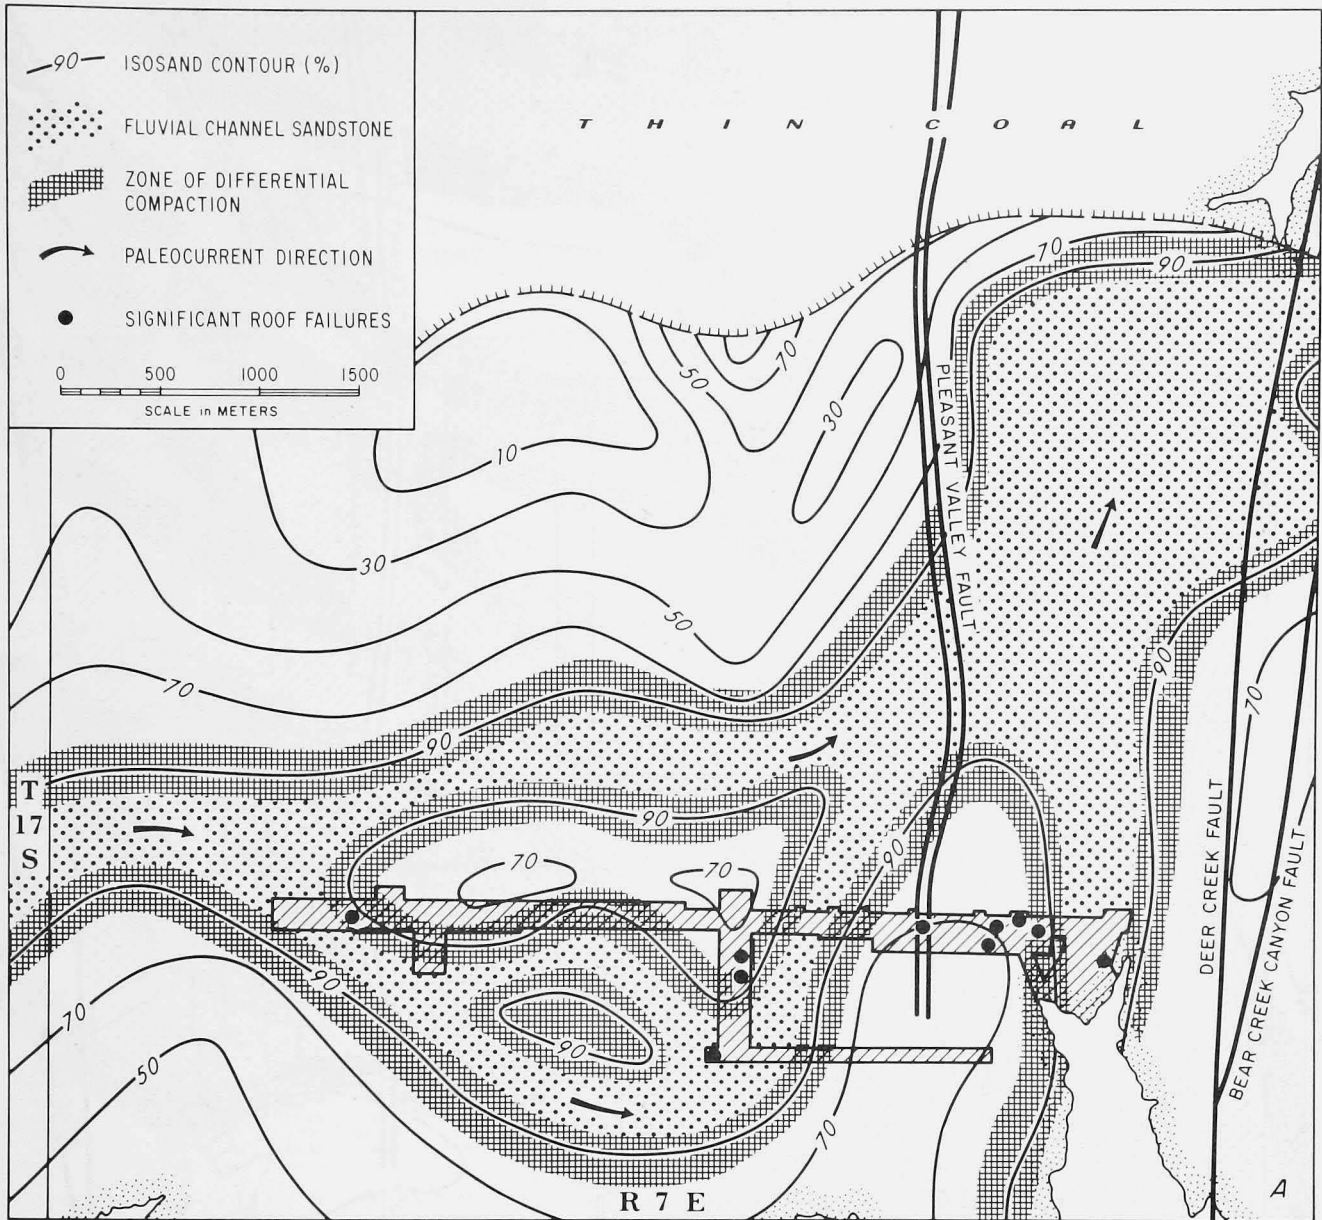 90 ISOSAND CONTOUR (%)
FLUVIAL CHANNEL SANDSTONE
ZONE OF DIFFERENTIAL
COMPACTION
PALEOCURRENT DIRECTION
SIGNIFICANT ROOF FAILURES
0 500 1000 1500
SCALE in METERS
THIN COAL
70
90
70
50
30
10
30
50
70
90
PLEASANT VALLEY FAULT
90
70
T
17
S
90
70
70
90
90
70
50
90
70
DEER CREEK FAULT
BEAR CREEK CANYON FAULT
R 7 E
A